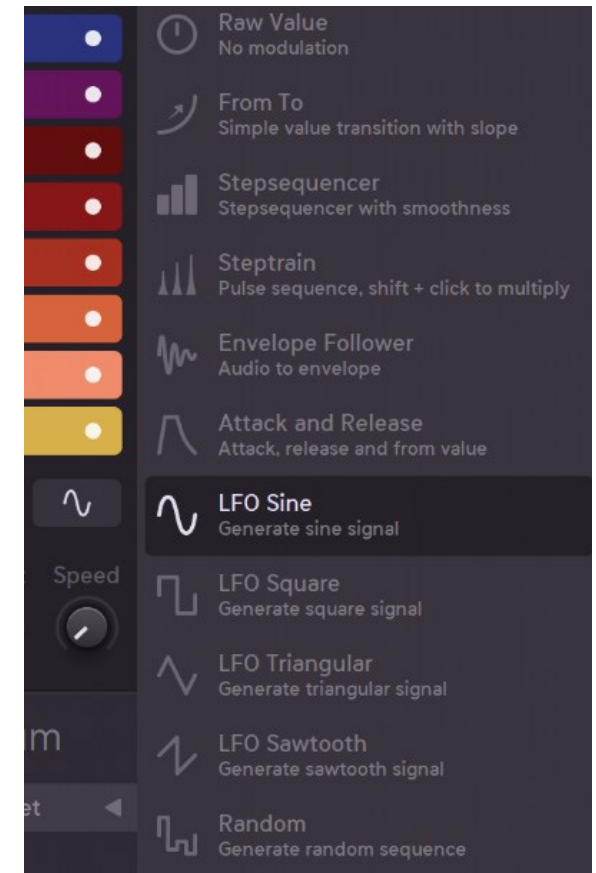 Raw Value
No modulation
From To
Simple value transition with slope
Stepsequencer
Stepsequencer with smoothness
Steptrain
Pulse sequence, shift + click to multiply
Envelope Follower
Audio to envelope
Attack and Release
Attack, release and from value
LFO Sine
Generate sine signal
Speed
LFO Square
Generate square signal
LFO Triangular
Generate triangular signal
um
LFO Sawtooth
Generate sawtooth signal
et
Random
Generate random sequence